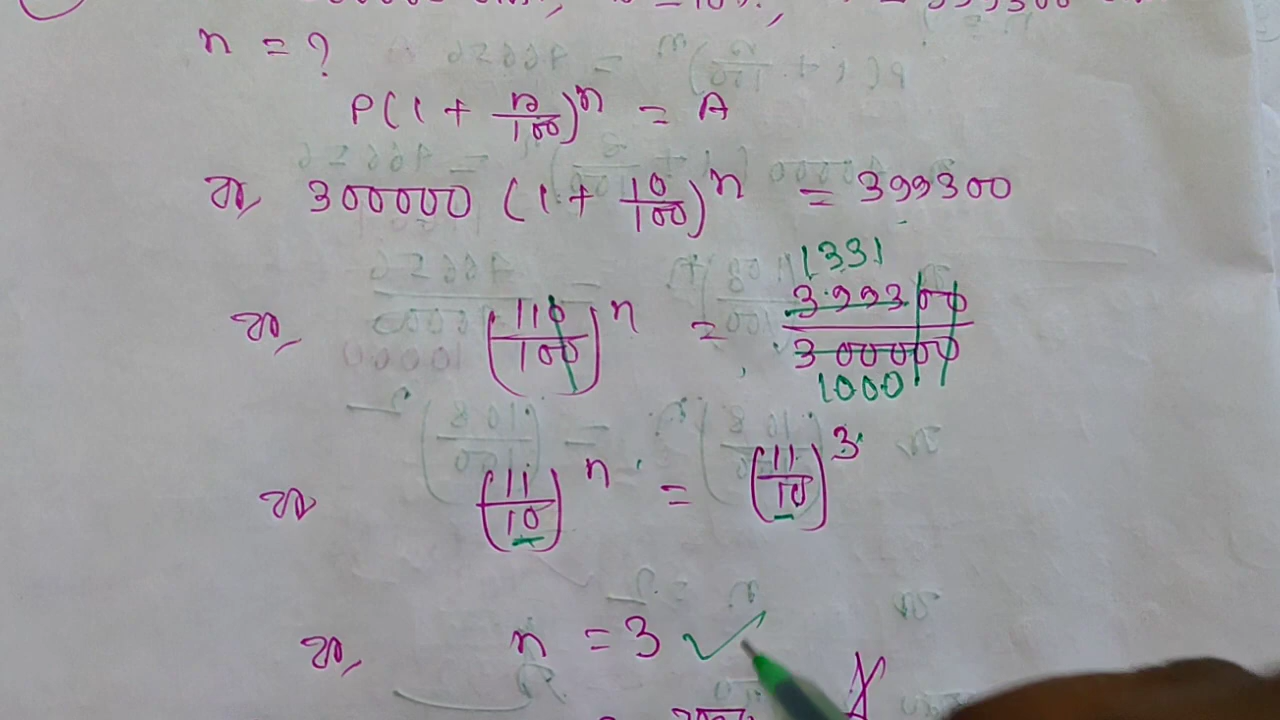 n = ?
P(1 + r/100)^n = A
বা, 300000 (1 + 10/100)^n = 399300
বা, (110/100)^n = 399300/300000
1331
1000
বা (11/10)^n = (11/10)^3
বা, n = 3 ✓